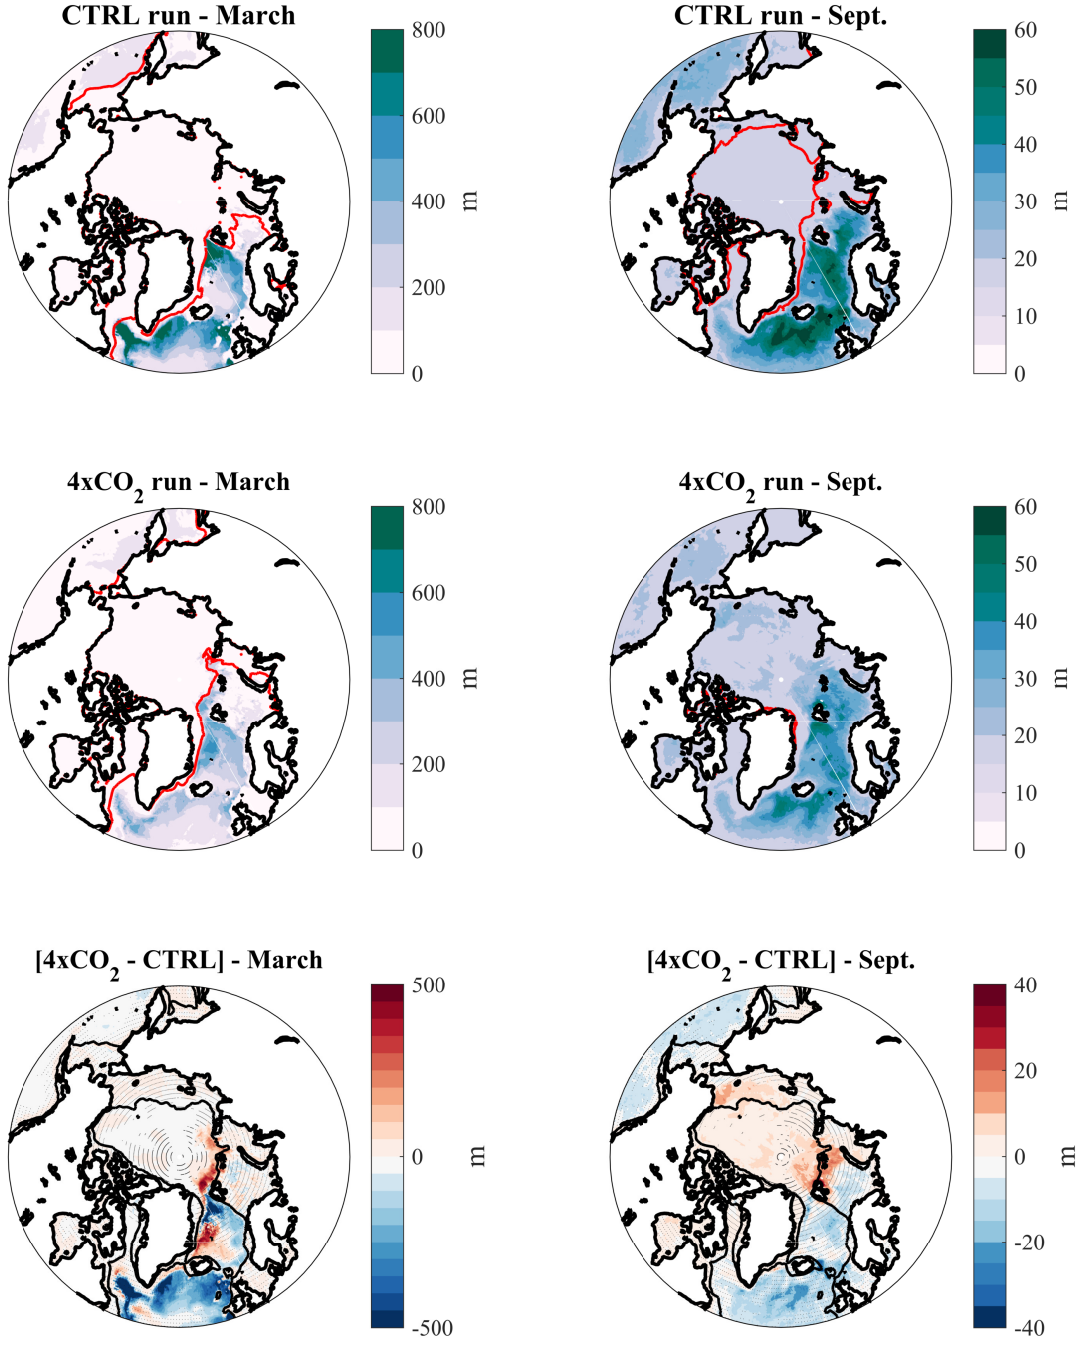 CTRL run - March
CTRL run - Sept.
800
600
400
200
0
m
60
50
40
30
20
10
0
m
4xCO2 run - March
4xCO2 run - Sept.
800
600
400
200
0
m
60
50
40
30
20
10
0
m
[4xCO2 - CTRL] - March
[4xCO2 - CTRL] - Sept.
500
0
-500
m
40
20
0
-20
-40
m